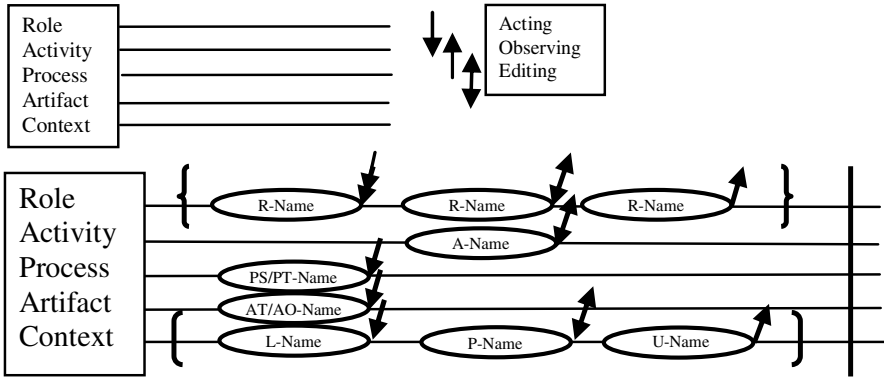 Role
Activity
Process
Artifact
Context
Acting
Observing
Editing
Role
Activity
Process
Artifact
Context
R-Name R-Name R-Name
A-Name
PS/PT-Name
AT/AO-Name
L-Name P-Name U-Name